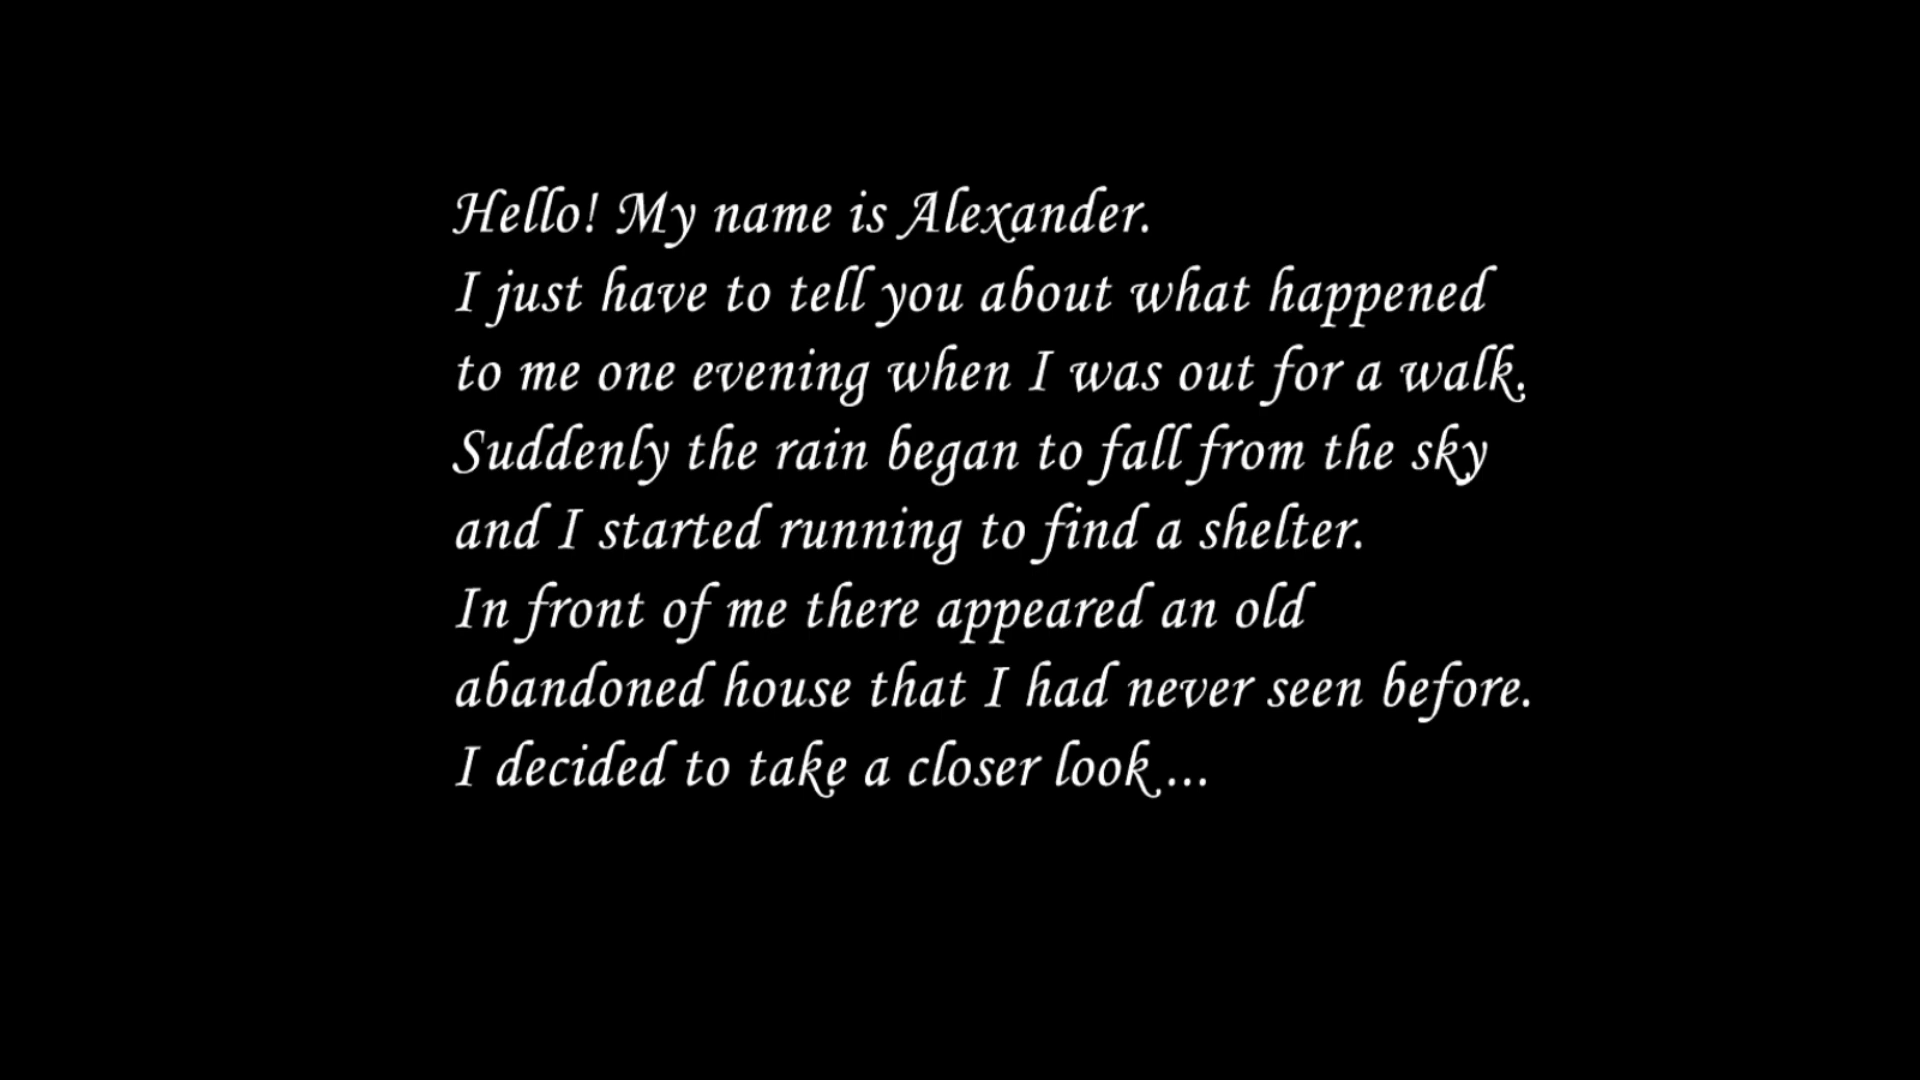 Hello! My name is Alexander.
I just have to tell you about what happened
to me one evening when I was out for a walk.
Suddenly the rain began to fall from the sky
and I started running to find a shelter.
In front of me there appeared an old
abandoned house that I had never seen before.
I decided to take a closer look ...